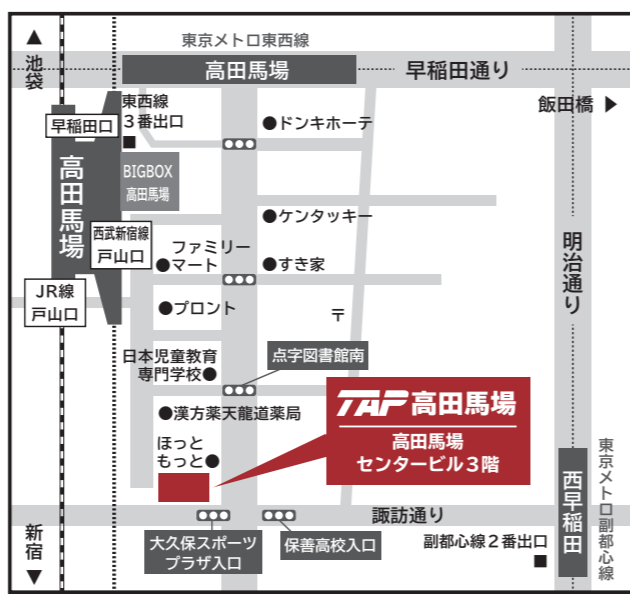 東京メトロ東西線
▲
池袋
高田馬場
早稲田通り
飯田橋 ▶
早稲田口
東西線
3番出口
■
●ドンキホーテ
高田馬場
BIGBOX
高田馬場
●ケンタッキー
西武新宿線
戸山口
ファミリー
●マート
●すき家
明治通り
JR線
戸山口
●プロント
〒
日本児童教育
専門学校●
点字図書館南
●漢方薬天龍道薬局
TAP 高田馬場
高田馬場
センタービル3階
ほっと
もっと●
西早稲田
東京メトロ副都心線
諏訪通り
新宿
▼
大久保スポーツ
プラザ入口
保善高校入口
副都心線2番出口
■